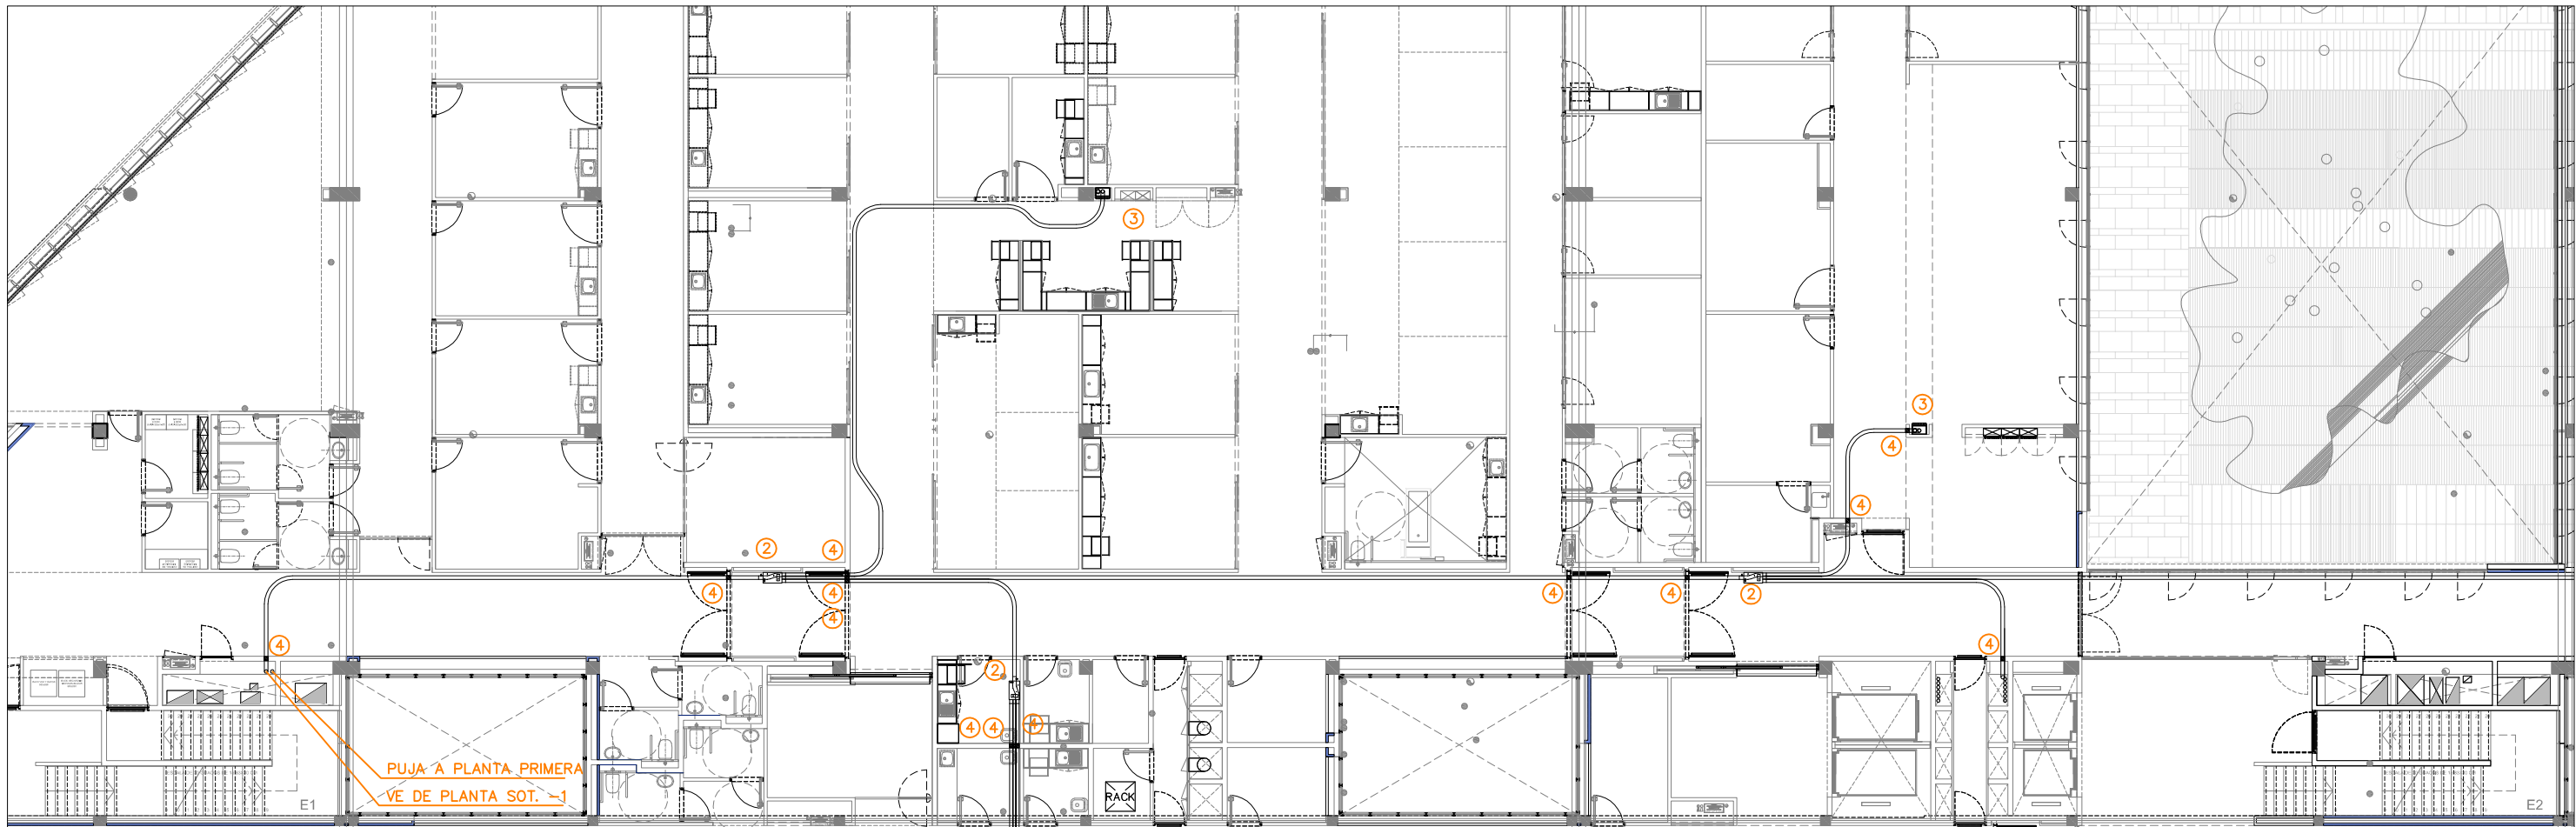 ③
③
④
④
② ④
④ ④ ④ ④ ②
④
④ ④
②
④ ④ ④
PUJA A PLANTA PRIMERA
VE DE PLANTA SOT. -1
RACK
E1
E2